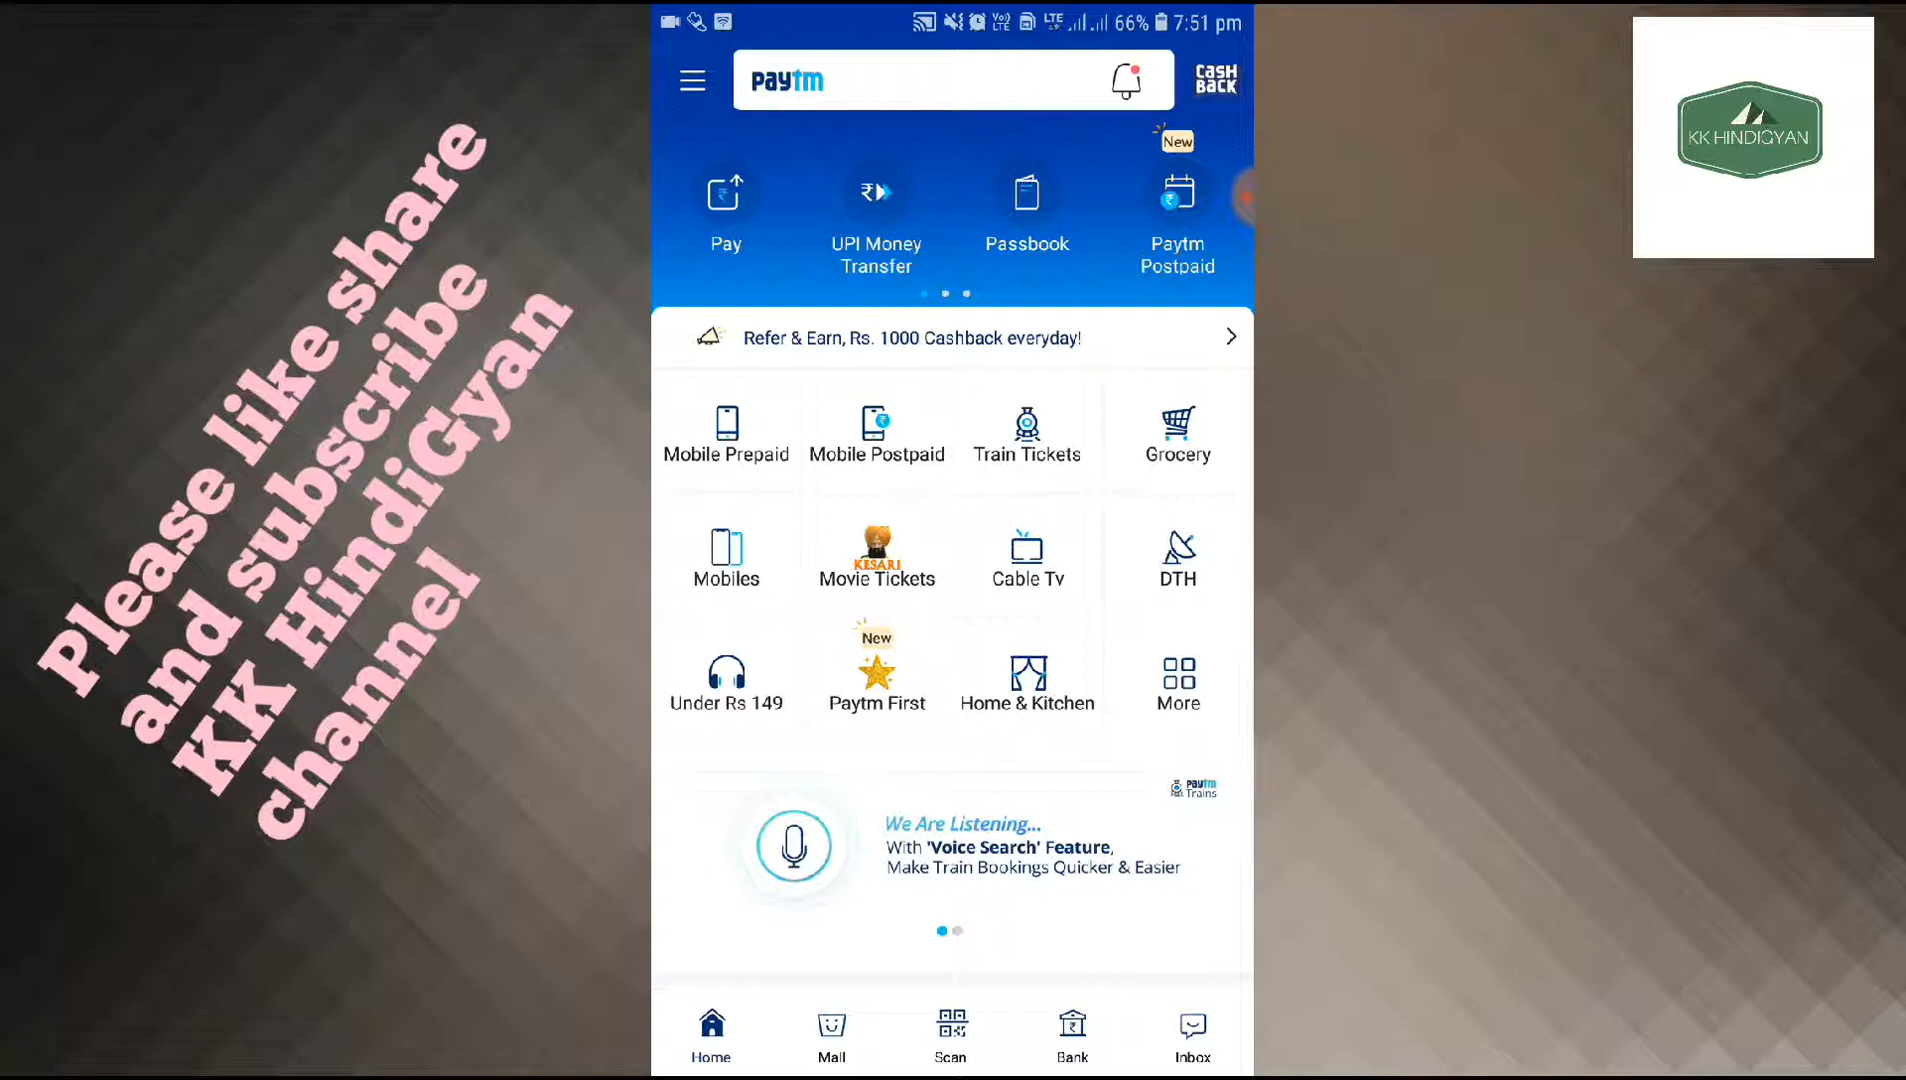 Please like share
and subscribe
KK HindiGyan
channel
KK HINDIGYAN
Vo)) LTE
LTE
66%
7:51 pm
paytm
CASH BACK
New
Pay
UPI Money Transfer
Passbook
Paytm Postpaid
Refer & Earn, Rs. 1000 Cashback everyday!
Mobile Prepaid
Mobile Postpaid
Train Tickets
Grocery
Mobiles
KESARI
Movie Tickets
Cable Tv
DTH
New
Under Rs 149
Paytm First
Home & Kitchen
More
paytm Trains
We Are Listening...
With 'Voice Search' Feature,
Make Train Bookings Quicker & Easier
Home
Mall
Scan
Bank
Inbox